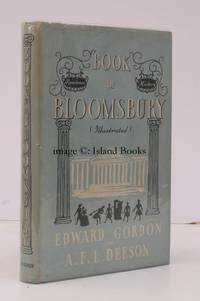 BOOK
of
BLOOMSBURY
(Illustrated)
image ©: Island Books
EDWARD GORDON
A.F.L. DEESON